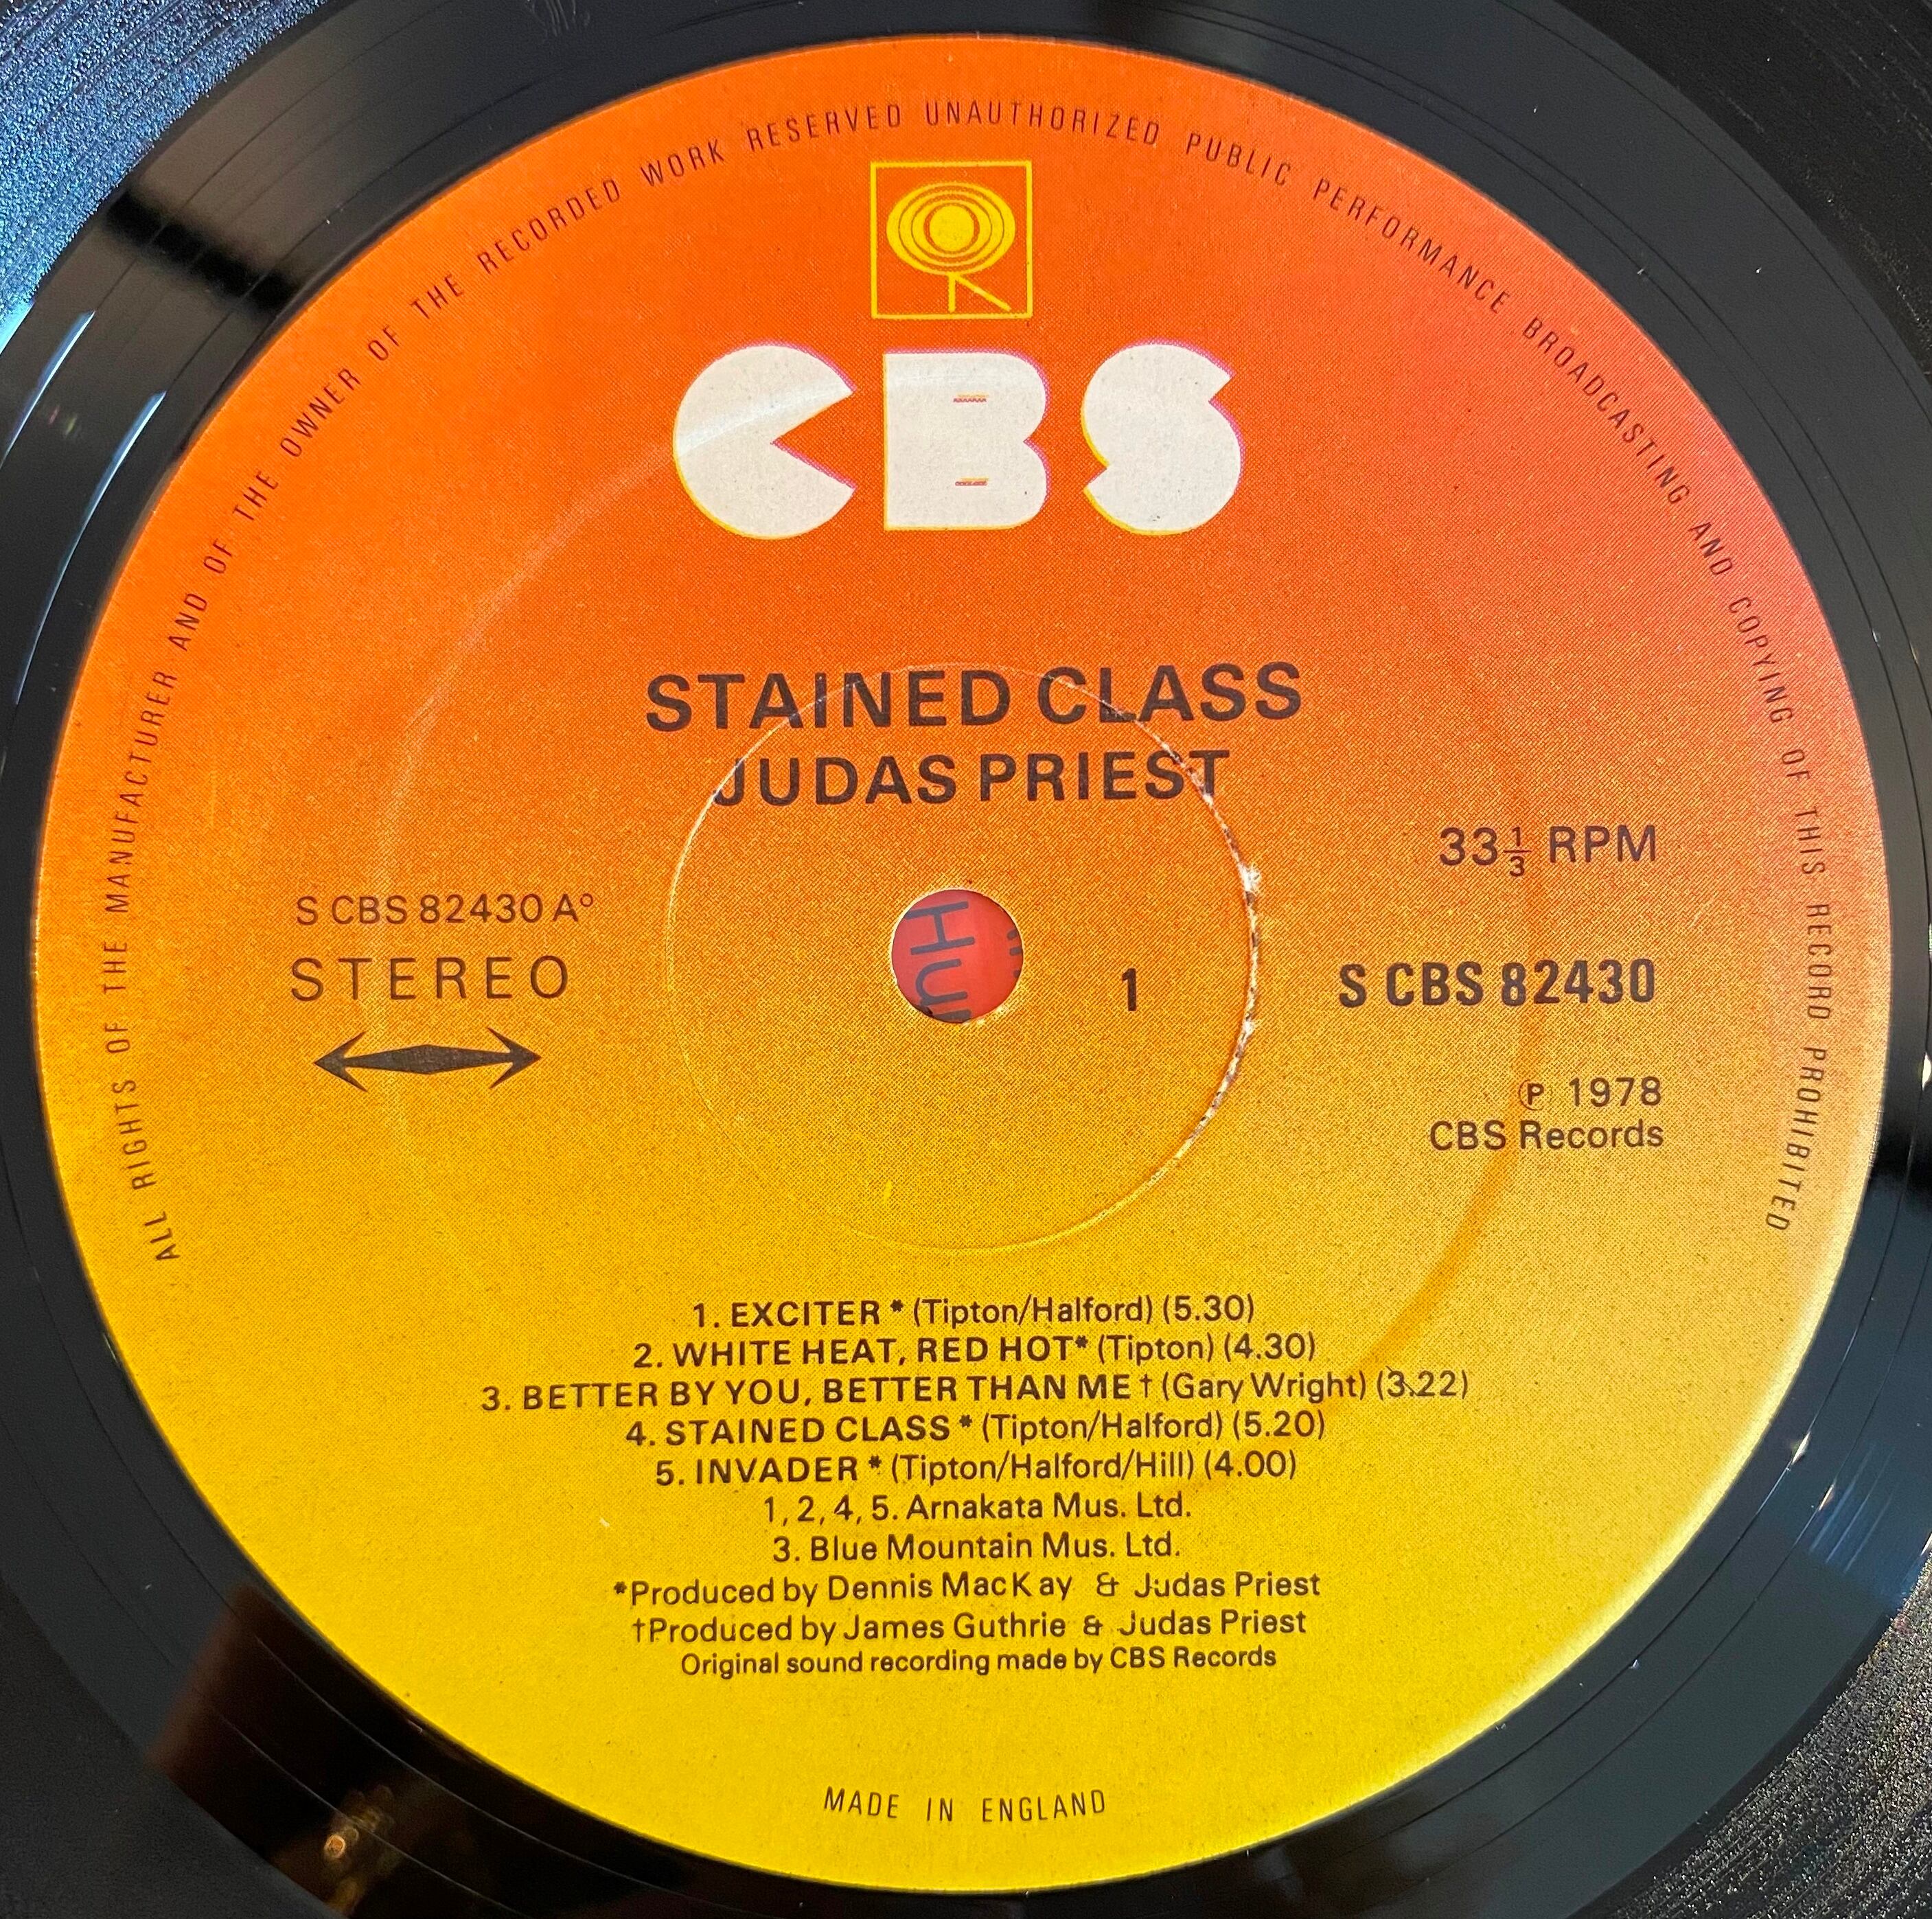 ALL RIGHTS OF THE MANUFACTURER AND OF THE OWNER OF THE RECORDED WORK RESERVED UNAUTHORIZED PUBLIC PERFORMANCE BROADCASTING AND COPYING OF THIS RECORD PROHIBITED
CBS
STAINED CLASS
JUDAS PRIEST
33⅓ RPM
S CBS 82430 A°
STEREO
Hu
1
S CBS 82430
℗ 1978
CBS Records
1. EXCITER * (Tipton/Halford) (5.30)
2. WHITE HEAT, RED HOT* (Tipton) (4.30)
3. BETTER BY YOU, BETTER THAN ME † (Gary Wright) (3.22)
4. STAINED CLASS * (Tipton/Halford) (5.20)
5. INVADER * (Tipton/Halford/Hill) (4.00)
1, 2, 4, 5. Arnakata Mus. Ltd.
3. Blue Mountain Mus. Ltd.
*Produced by Dennis MacKay & Judas Priest
†Produced by James Guthrie & Judas Priest
Original sound recording made by CBS Records
MADE IN ENGLAND